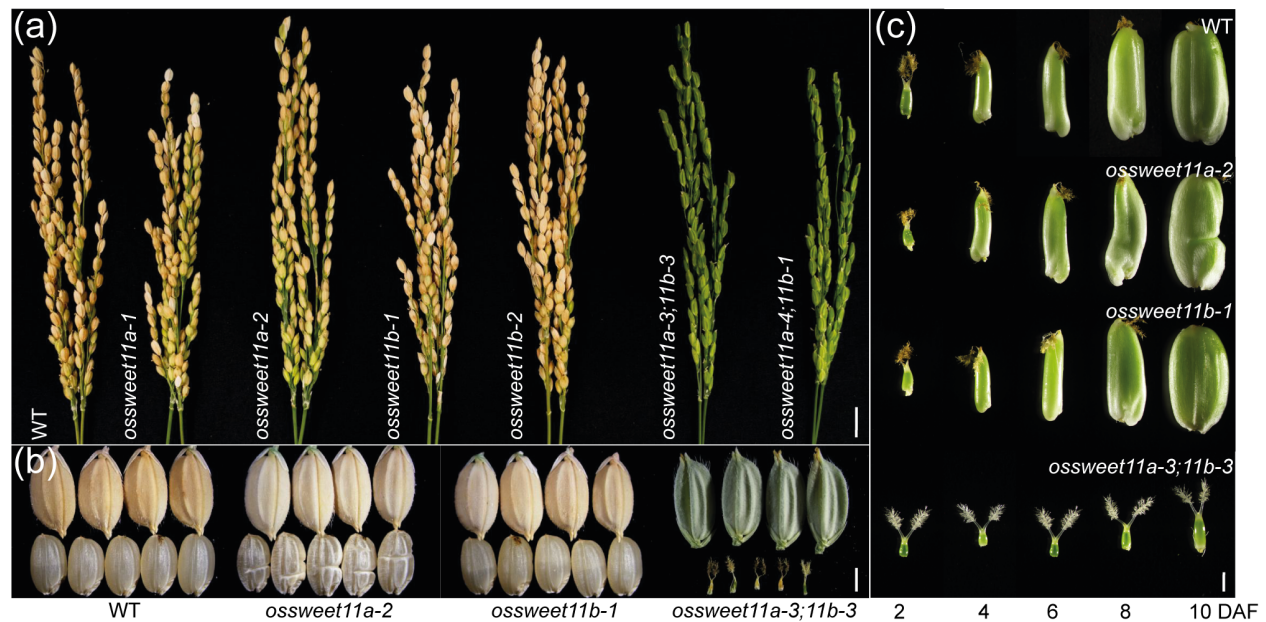 (a)
WT
ossweet11a-1
ossweet11a-2
ossweet11b-1
ossweet11b-2
ossweet11a-3;11b-3
ossweet11a-4;11b-1
(b)
WT
ossweet11a-2
ossweet11b-1
ossweet11a-3;11b-3
(c)
WT
ossweet11a-2
ossweet11b-1
ossweet11a-3;11b-3
2 4 6 8 10 DAF